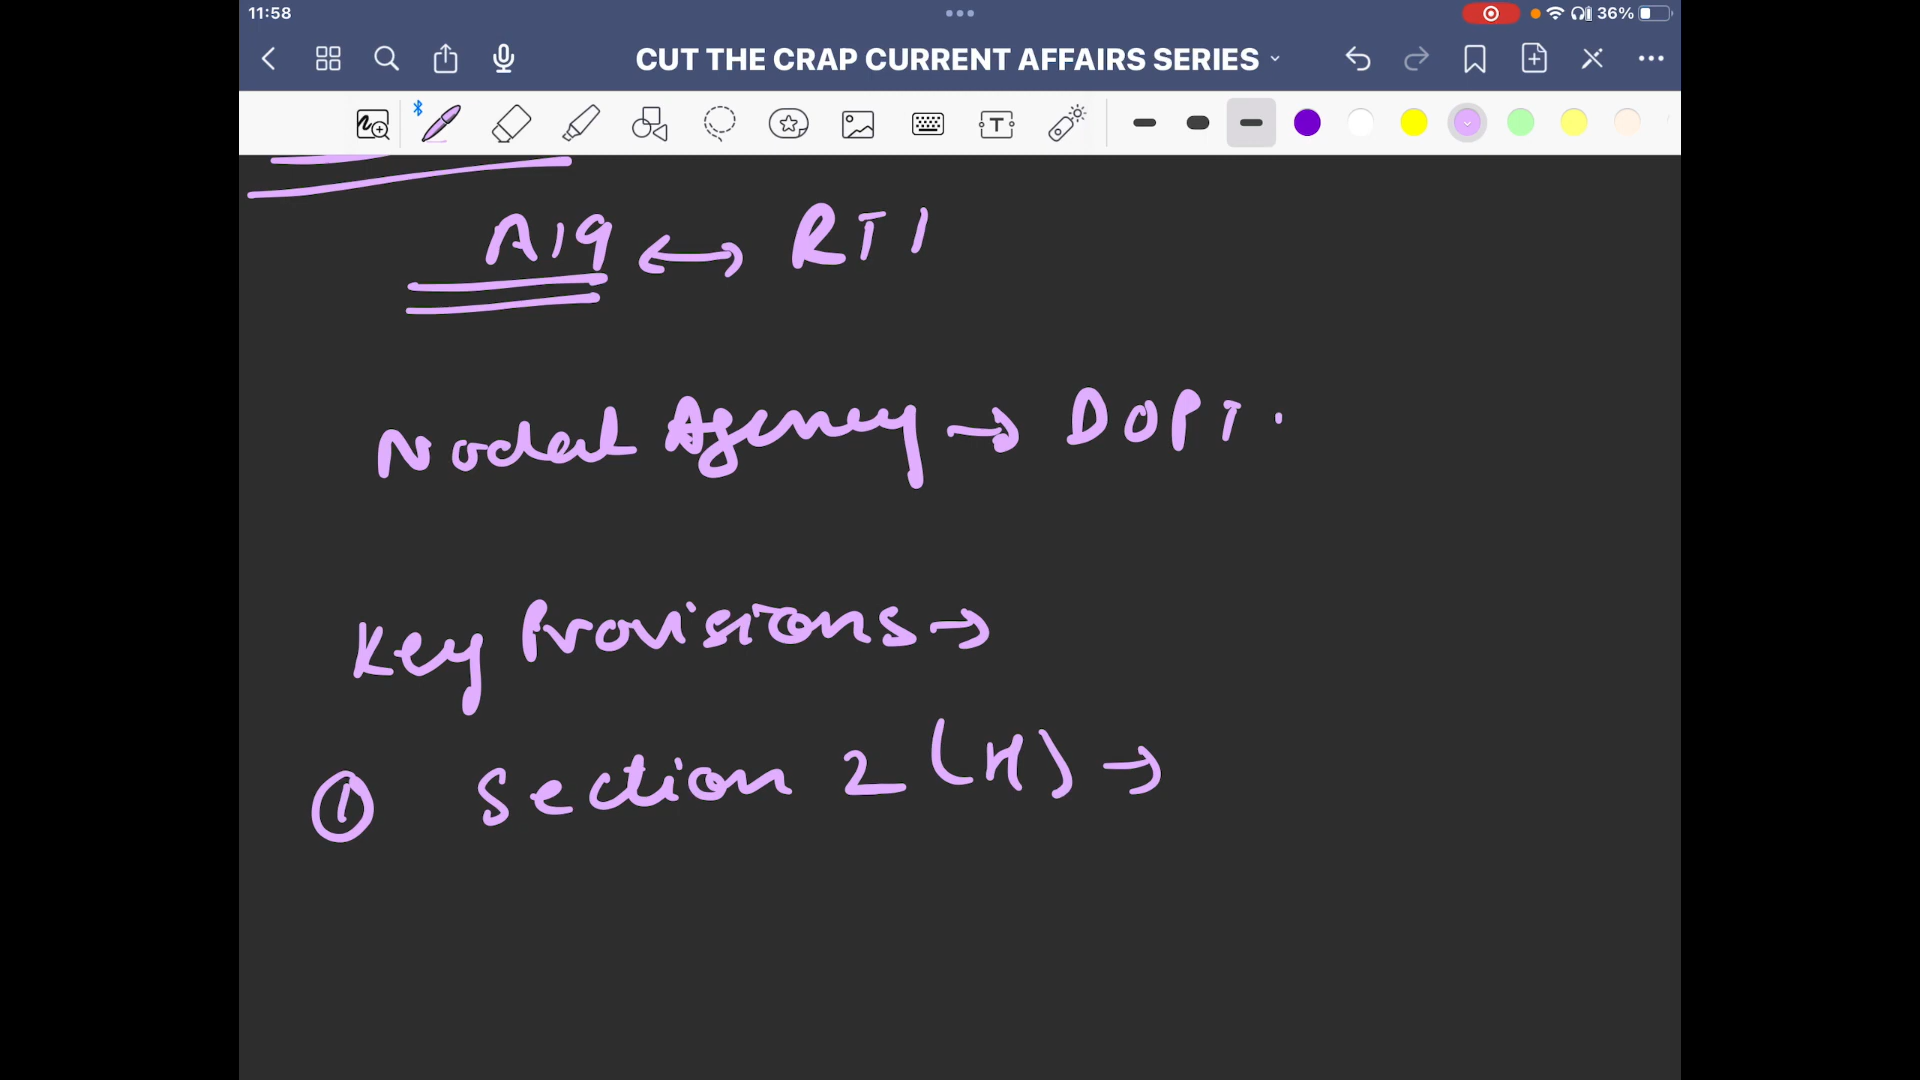 11:58
36%
CUT THE CRAP CURRENT AFFAIRS SERIES
T
A19 ↔ RTI
Nodal Agency → DOPT.
Key Provisions →
① Section 2 (H) →